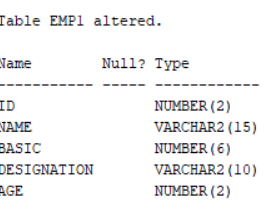 Table EMP1 altered.
Name Null? Type
----------- ----- ------------
ID NUMBER(2)
NAME VARCHAR2(15)
BASIC NUMBER(6)
DESIGNATION VARCHAR2(10)
AGE NUMBER(2)